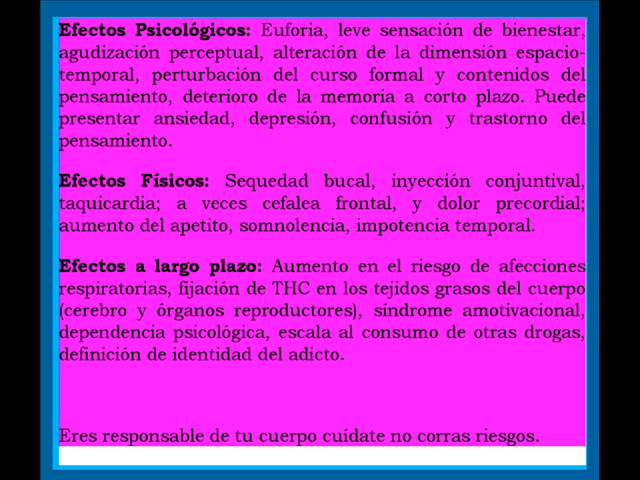 Efectos Psicológicos: Euforia, leve sensación de bienestar,
agudización perceptual, alteración de la dimensión espacio-
temporal, perturbación del curso formal y contenidos del
pensamiento, deterioro de la memoria a corto plazo. Puede
presentar ansiedad, depresión, confusión y trastorno del
pensamiento.
Efectos Físicos: Sequedad bucal, inyección conjuntival,
taquicardia; a veces cefalea frontal, y dolor precordial;
aumento del apetito, somnolencia, impotencia temporal.
Efectos a largo plazo: Aumento en el riesgo de afecciones
respiratorias, fijación de THC en los tejidos grasos del cuerpo
(cerebro y órganos reproductores), síndrome amotivacional,
dependencia psicológica, escala al consumo de otras drogas,
definición de identidad del adicto.
Eres responsable de tu cuerpo cuídate no corras riesgos.